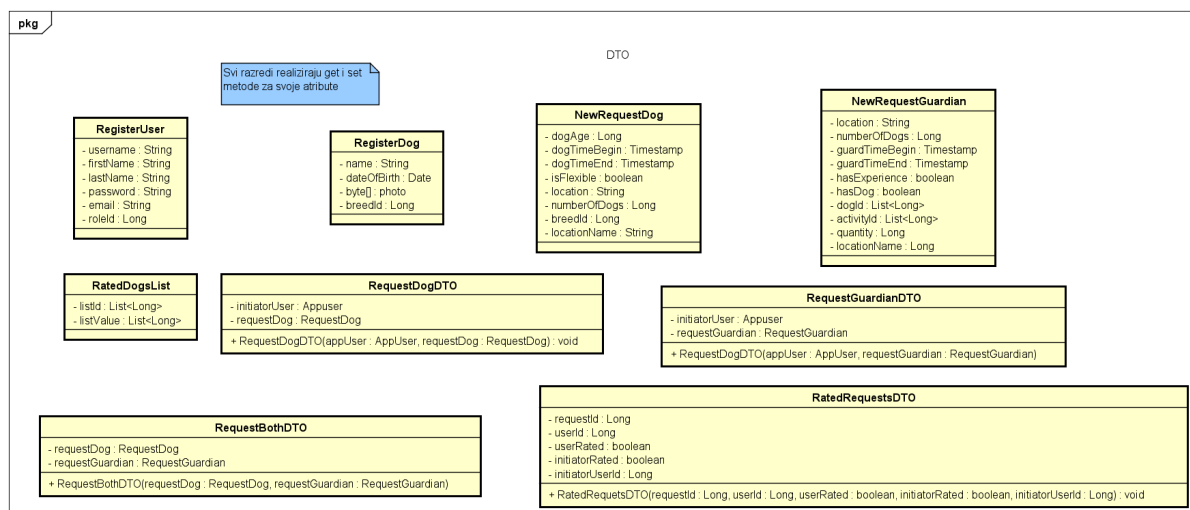 pkg
DTO
Svi razredi realiziraju get i set
metode za svoje atribute
RegisterUser
- username : String
- firstName : String
- lastName : String
- password : String
- email : String
- roleId : Long
RegisterDog
- name : String
- dateOfBirth : Date
- byte[] : photo
- breedId : Long
NewRequestDog
- dogAge : Long
- dogTimeBegin : Timestamp
- dogTimeEnd : Timestamp
- isFlexible : boolean
- location : String
- numberOfDogs : Long
- breedId : Long
- locationName : String
NewRequestGuardian
- location : String
- numberOfDogs : Long
- guardTimeBegin : Timestamp
- guardTimeEnd : Timestamp
- hasExperience : boolean
- hasDog : boolean
- dogId : List<Long>
- activityId : List<Long>
- quantity : Long
- locationName : Long
RatedDogsList
- listId : List<Long>
- listValue : List<Long>
RequestDogDTO
- initiatorUser : Appuser
- requestDog : RequestDog
+ RequestDogDTO(appUser : AppUser, requestDog : RequestDog) : void
RequestGuardianDTO
- initiatorUser : Appuser
- requestGuardian : RequestGuardian
+ RequestDogDTO(appUser : AppUser, requestGuardian : RequestGuardian)
RequestBothDTO
- requestDog : RequestDog
- requestGuardian : RequestGuardian
+ RequestBothDTO(requestDog : RequestDog, requestGuardian : RequestGuardian)
RatedRequestsDTO
- requestId : Long
- userId : Long
- userRated : boolean
- initiatorRated : boolean
- initiatorUserId : Long
+ RatedRequetsDTO(requestId : Long, userId : Long, userRated : boolean, initiatorRated : boolean, initiatorUserId : Long) : void